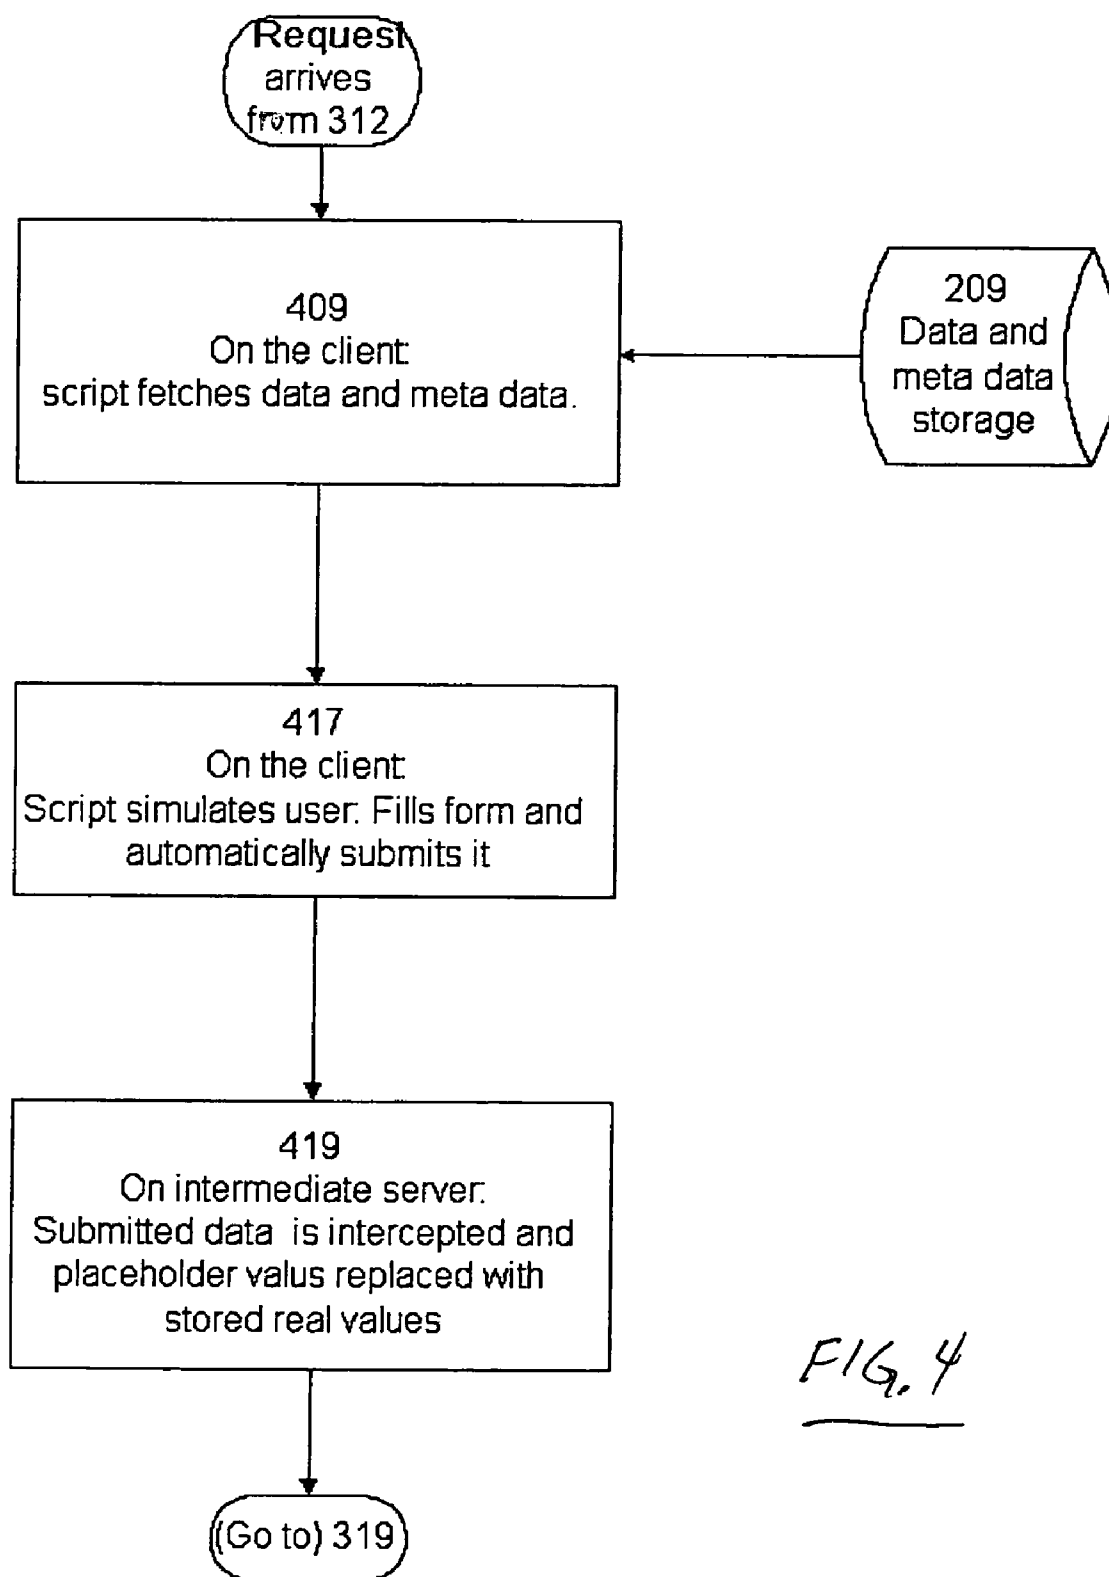 Request
arrives
from 312
409
On the client:
script fetches data and meta data.
209
Data and
meta data
storage
417
On the client:
Script simulates user: Fills form and
automatically submits it
419
On intermediate server:
Submitted data is intercepted and
placeholder valus replaced with
stored real values
FIG. 4
(Go to) 319